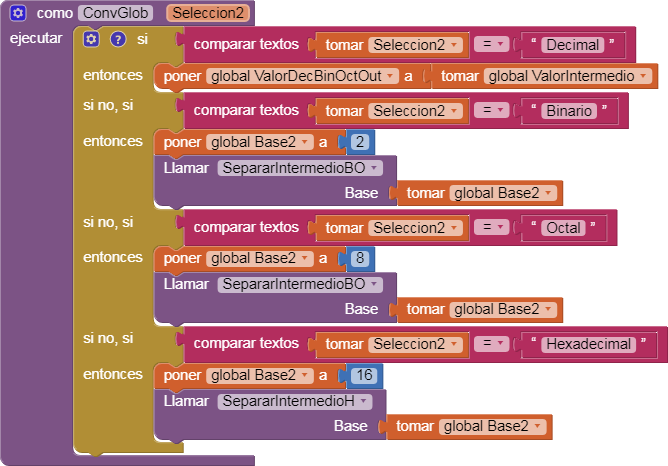 como ConvGlob Seleccion2
ejecutar ? si comparar textos tomar Seleccion2 = " Decimal "
entonces poner global ValorDecBinOctOut a tomar global ValorIntermedio
si no, si comparar textos tomar Seleccion2 = " Binario "
entonces poner global Base2 a 2
Llamar SepararIntermedioBO
Base tomar global Base2
si no, si comparar textos tomar Seleccion2 = " Octal "
entonces poner global Base2 a 8
Llamar SepararIntermedioBO
Base tomar global Base2
si no, si comparar textos tomar Seleccion2 = " Hexadecimal "
entonces poner global Base2 a 16
Llamar SepararIntermedioH
Base tomar global Base2